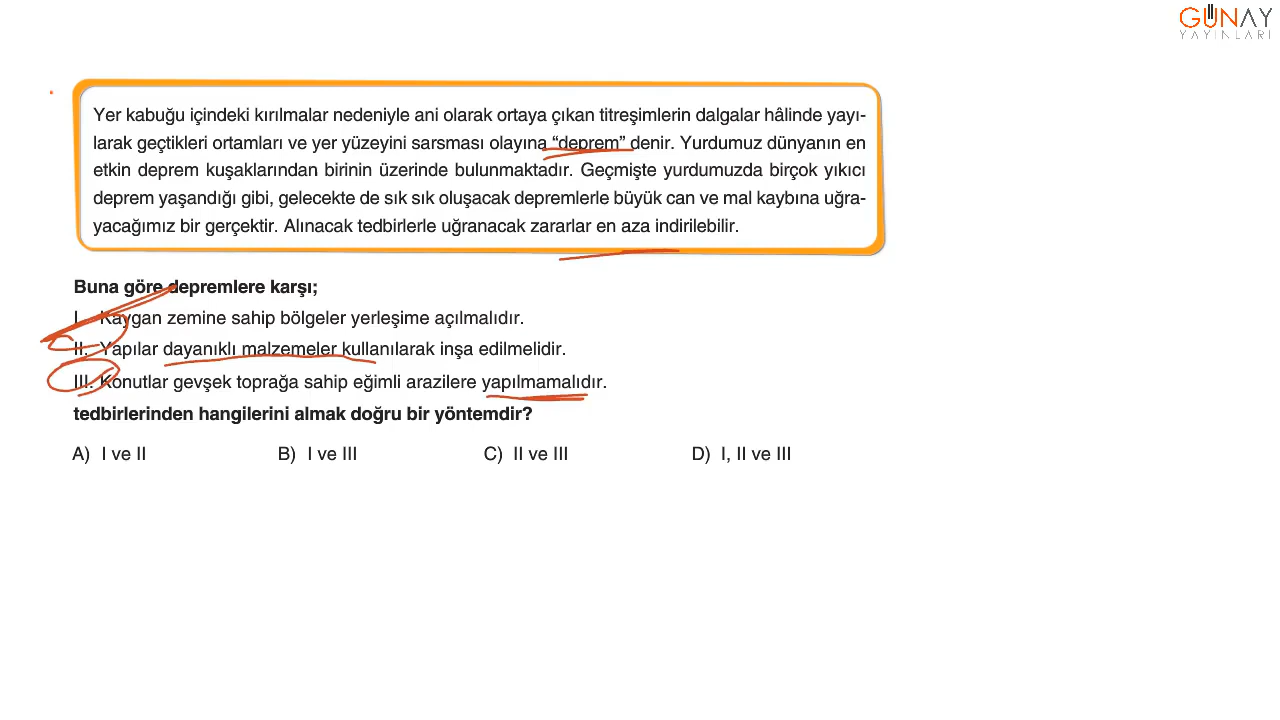 GÜNAY
YAYINLARI
Yer kabuğu içindeki kırılmalar nedeniyle ani olarak ortaya çıkan titreşimlerin dalgalar hâlinde yayı-
larak geçtikleri ortamları ve yer yüzeyini sarsması olayına “deprem” denir. Yurdumuz dünyanın en
etkin deprem kuşaklarından birinin üzerinde bulunmaktadır. Geçmişte yurdumuzda birçok yıkıcı
deprem yaşandığı gibi, gelecekte de sık sık oluşacak depremlerle büyük can ve mal kaybına uğra-
yacağımız bir gerçektir. Alınacak tedbirlerle uğranacak zararlar en aza indirilebilir.
Buna göre depremlere karşı;
I. Kaygan zemine sahip bölgeler yerleşime açılmalıdır.
II. Yapılar dayanıklı malzemeler kullanılarak inşa edilmelidir.
III. Konutlar gevşek toprağa sahip eğimli arazilere yapılmamalıdır.
tedbirlerinden hangilerini almak doğru bir yöntemdir?
A) I ve II B) I ve III C) II ve III D) I, II ve III